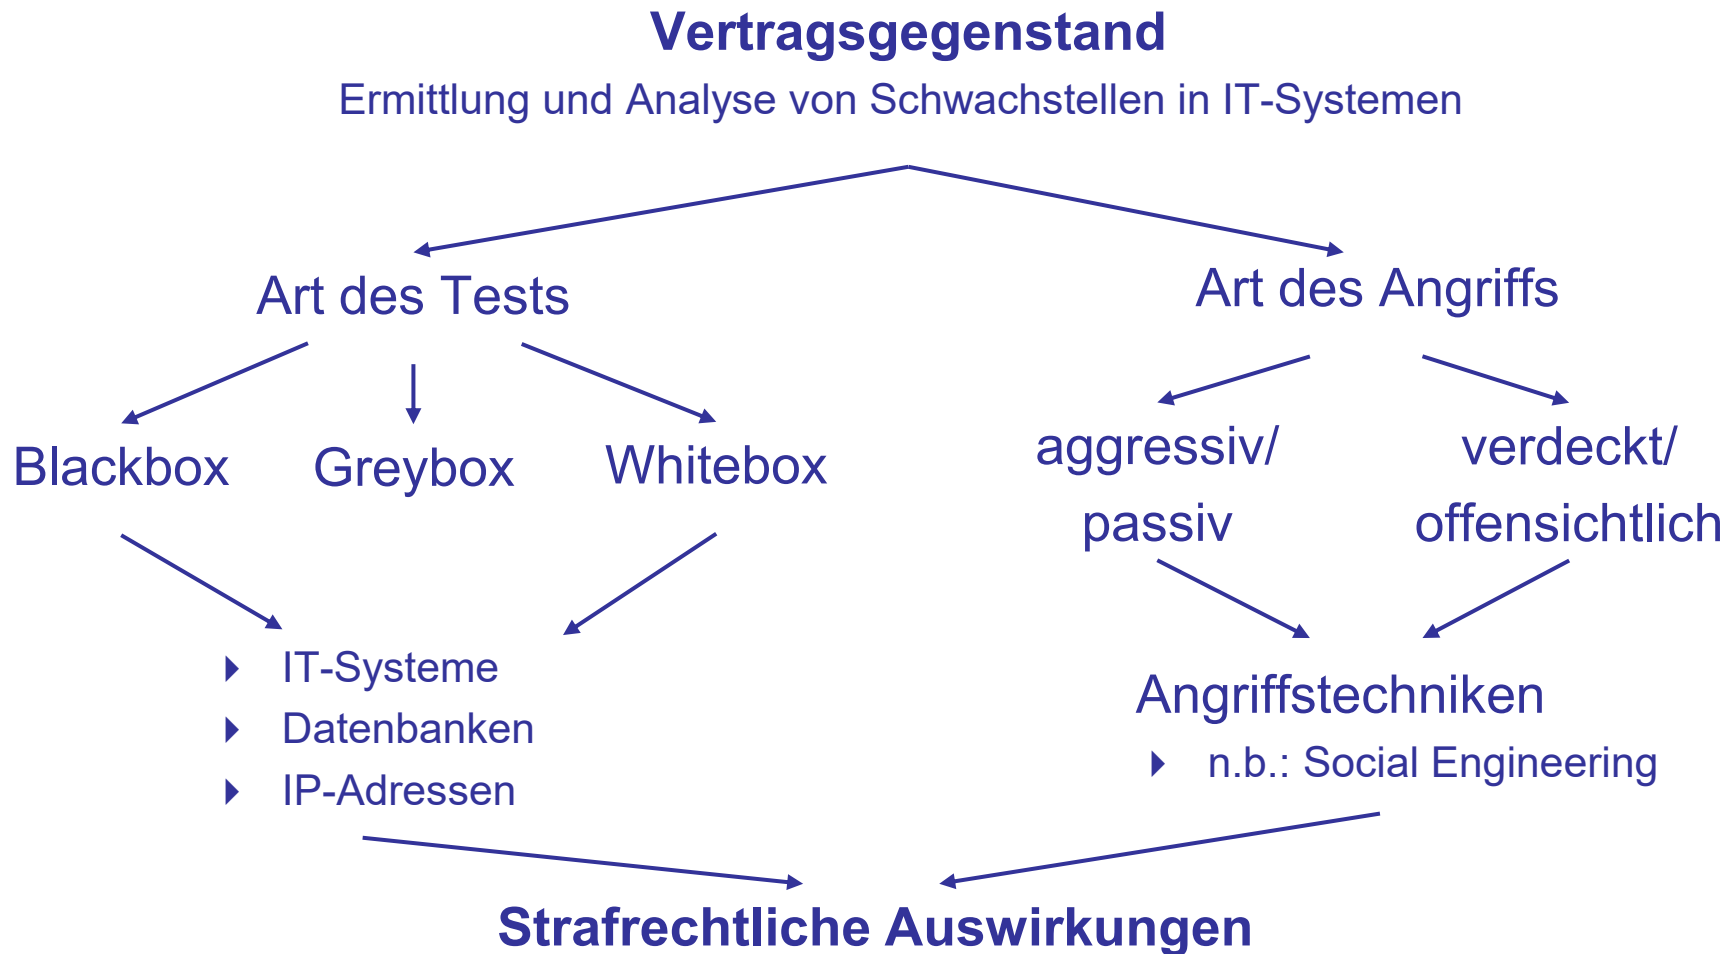 Vertragsgegenstand
Ermittlung und Analyse von Schwachstellen in IT-Systemen
Art des Tests
Art des Angriffs
Blackbox
Greybox
Whitebox
aggressiv/
passiv
verdeckt/
offensichtlich
IT-Systeme
Datenbanken
IP-Adressen
Angriffstechniken
n.b.: Social Engineering
Strafrechtliche Auswirkungen